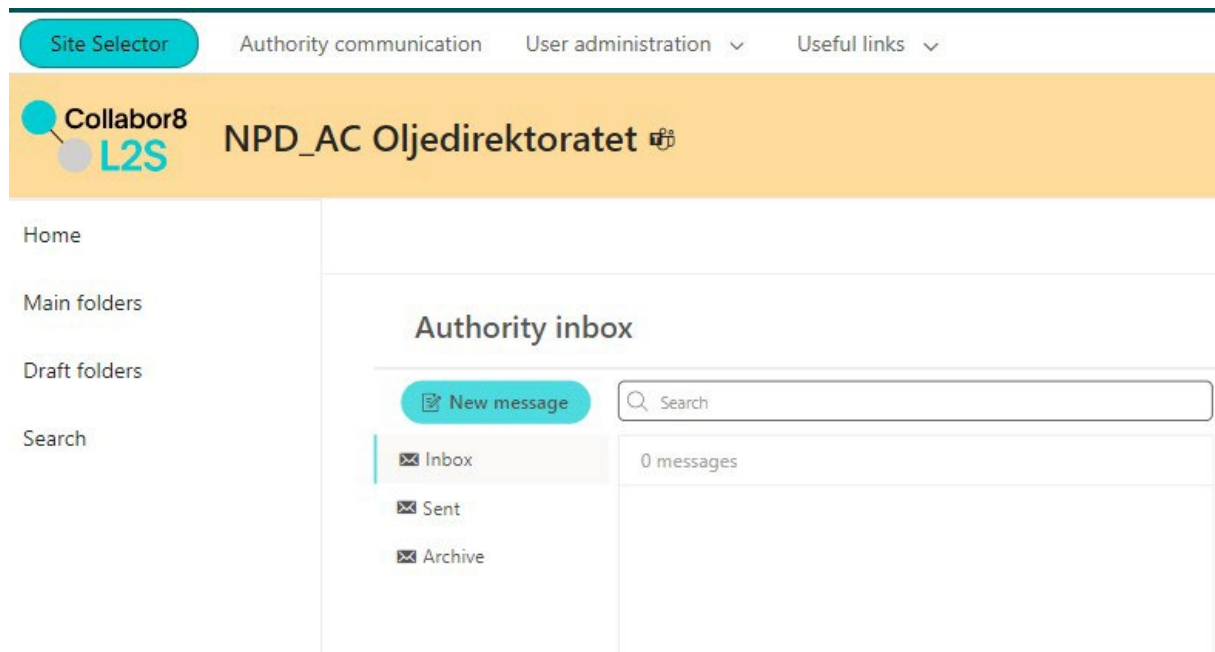 Site Selector Authority communication User administration Useful links
Collabor8
L2S
NPD_AC Oljedirektoratet
Home
Main folders
Draft folders
Search
Authority inbox
New message Search
Inbox 0 messages
Sent
Archive